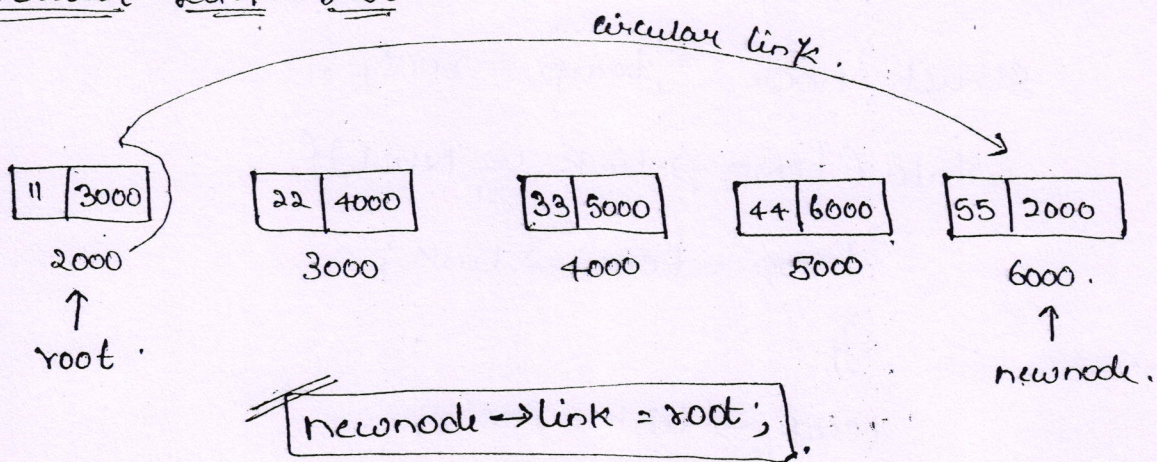 circular link.
11 3000 22 4000 33 5000 44 6000 55 2000
2000 3000 4000 5000 6000.
root. newnode.
newnode → link = root;